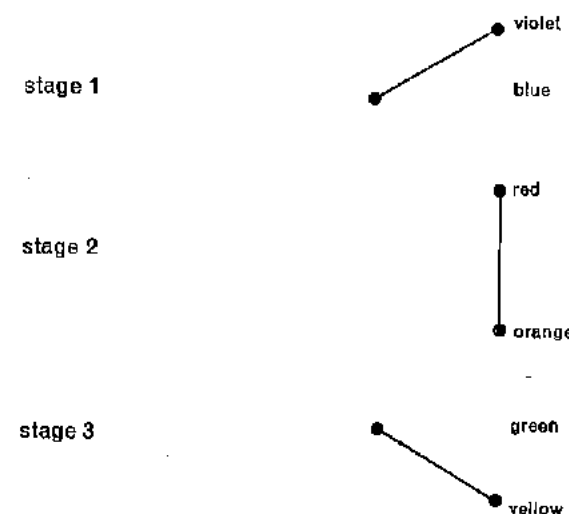 violet
stage 1
blue
red
stage 2
orange
stage 3
green
yellow